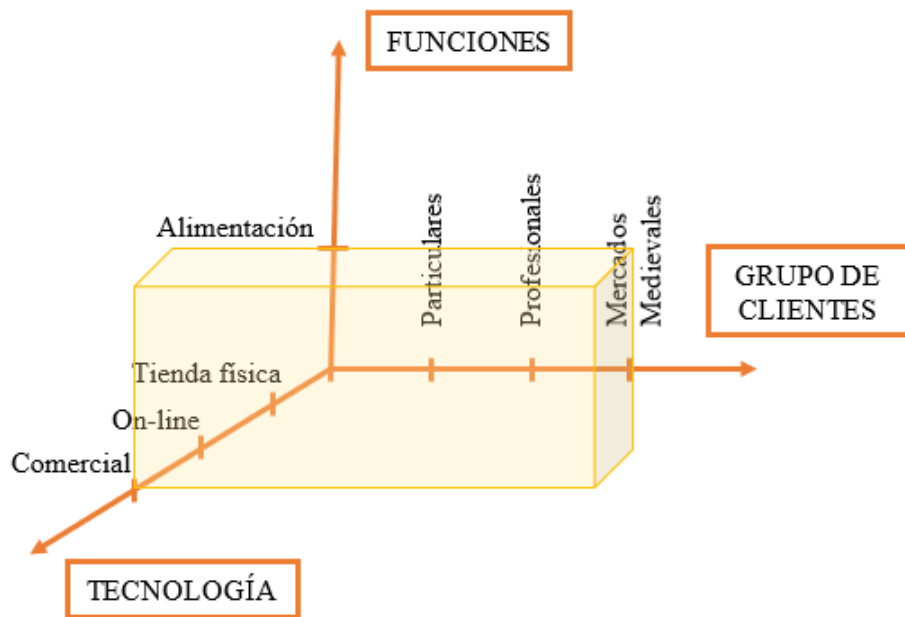 FUNCIONES
Alimentación
Particulares
Profesionales
Mercados
Medievales
GRUPO DE
CLIENTES
Tienda física
On-line
Comercial
TECNOLOGÍA